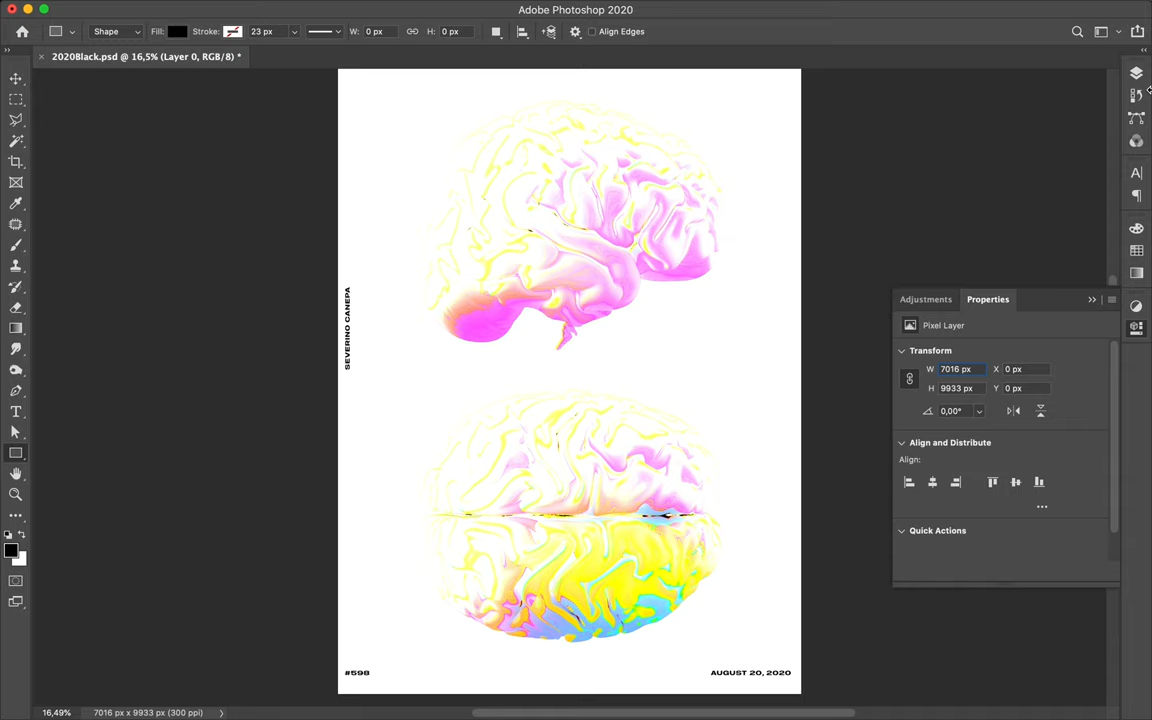 Adobe Photoshop 2020
Shape Fill: Stroke: 23 px W: 0 px H: 0 px Align Edges
2020Black.psd @ 16,5% (Layer 0, RGB/8) *
SEVERINO CANEPA
Adjustments Properties
Pixel Layer
Transform
W 7016 px X 0 px
H 9933 px Y 0 px
0,00°
Align and Distribute
Align:
Quick Actions
#598 AUGUST 20, 2020
16,49% 7016 px x 9933 px (300 ppi)